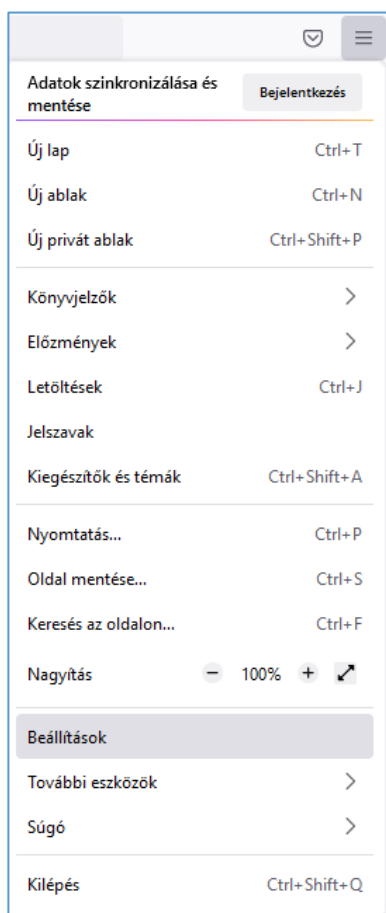 Adatok szinkronizálása és
mentése
Bejelentkezés
Új lap Ctrl+T
Új ablak Ctrl+N
Új privát ablak Ctrl+Shift+P
Könyvjelzők
Előzmények
Letöltések Ctrl+J
Jelszavak
Kiegészítők és témák Ctrl+Shift+A
Nyomtatás... Ctrl+P
Oldal mentése... Ctrl+S
Keresés az oldalon... Ctrl+F
Nagyítás − 100% +
Beállítások
További eszközök
Súgó
Kilépés Ctrl+Shift+Q